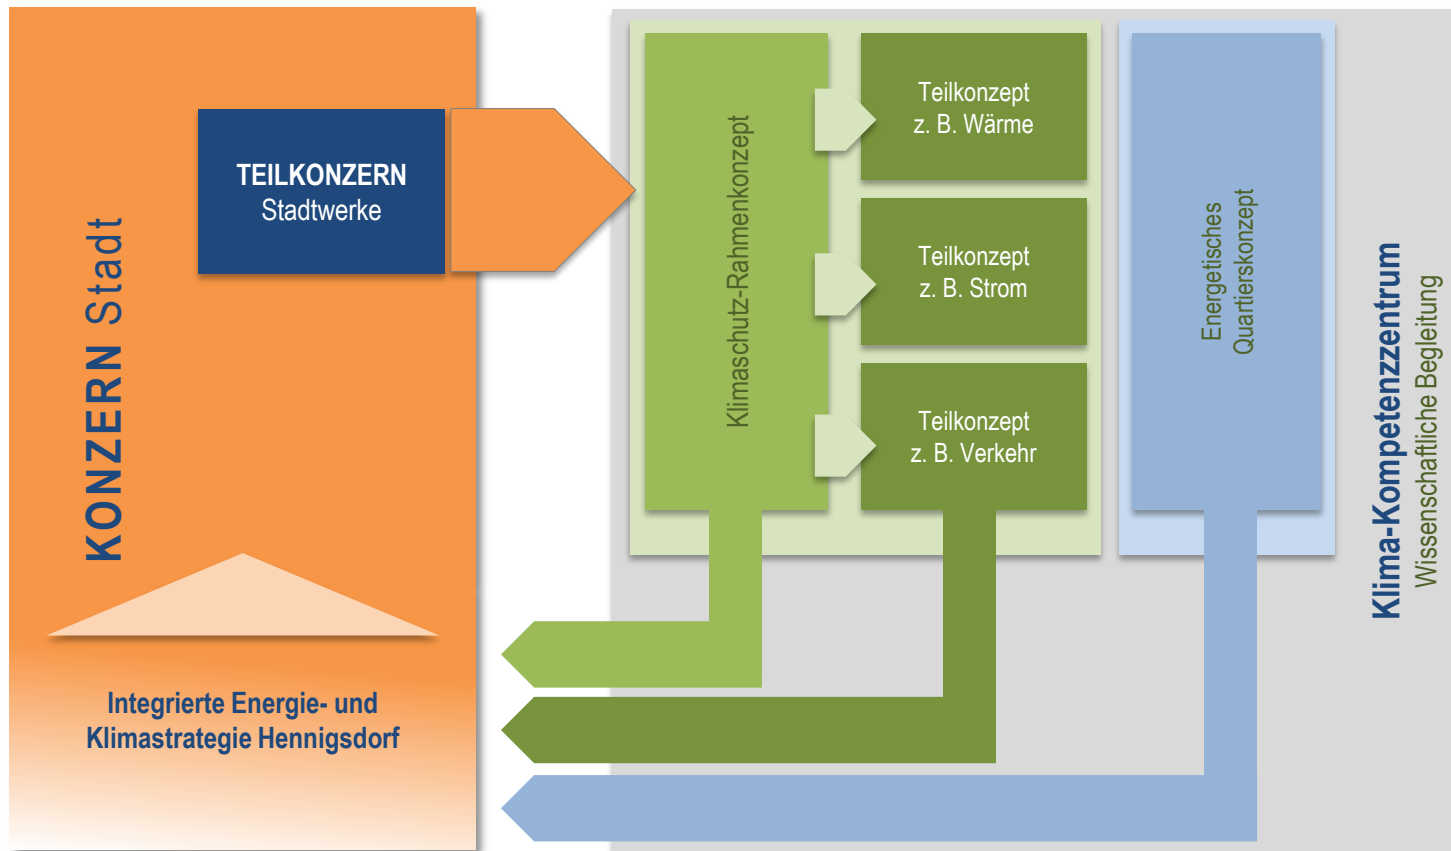 KONZERN Stadt
TEILKONZERN
Stadtwerke
Integrierte Energie- und
Klimastrategie Hennigsdorf
Klimaschutz-Rahmenkonzept
Teilkonzept
z. B. Wärme
Teilkonzept
z. B. Strom
Teilkonzept
z. B. Verkehr
Energetisches
Quartierskonzept
Klima-Kompetenzzentrum
Wissenschaftliche Begleitung